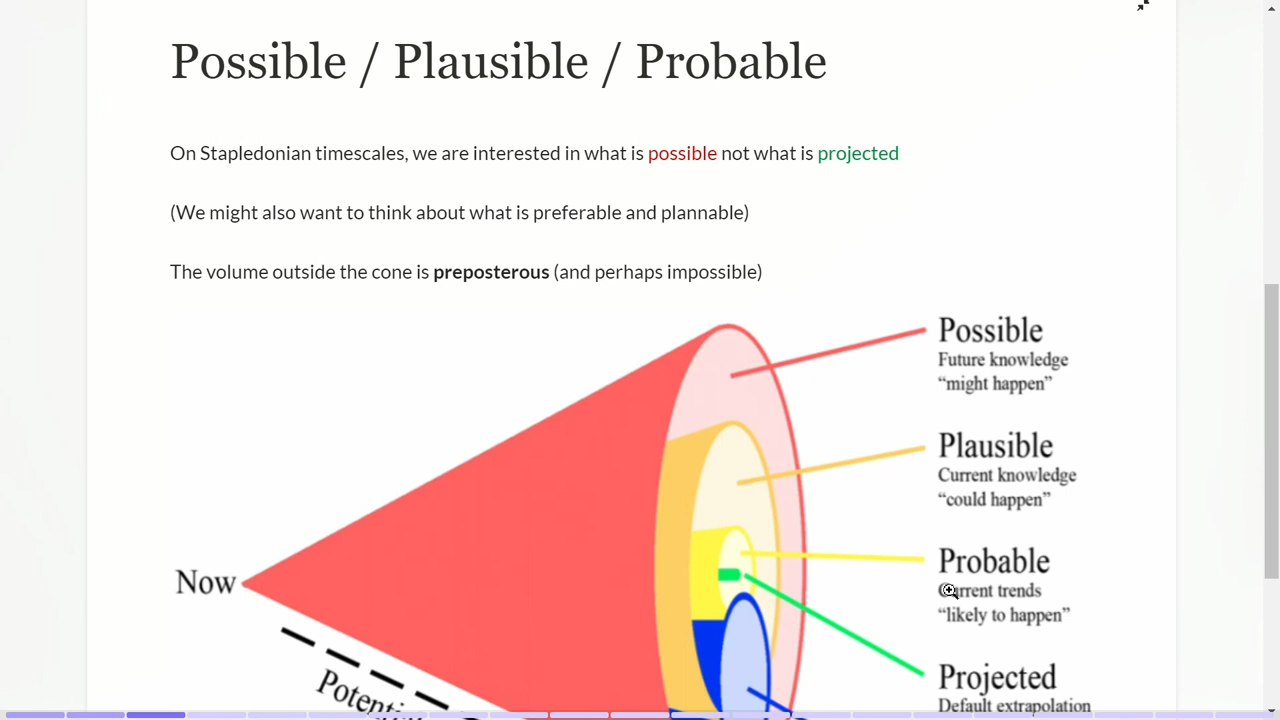 Possible / Plausible / Probable
On Stapledonian timescales, we are interested in what is possible not what is projected
(We might also want to think about what is preferable and plannable)
The volume outside the cone is preposterous (and perhaps impossible)
Possible
Future knowledge
“might happen”
Plausible
Current knowledge
“could happen”
Now
Probable
Current trends
“likely to happen”
Projected
Default extrapolation